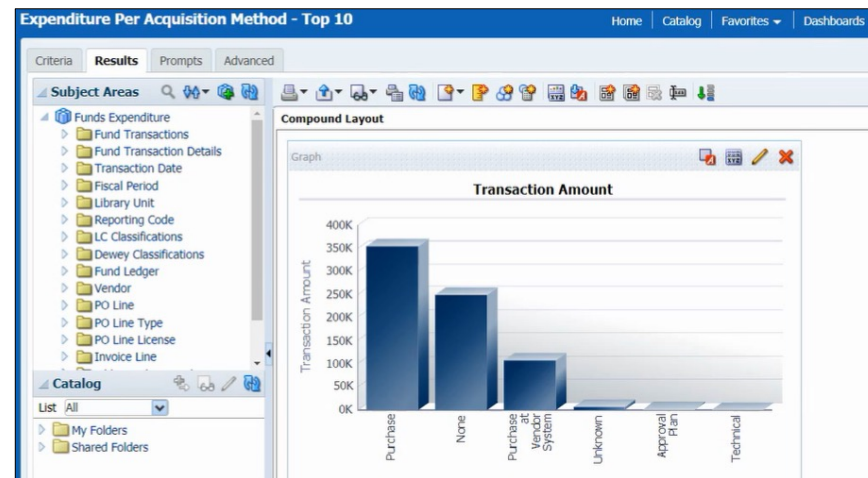 Expenditure Per Acquisition Method - Top 10
Home Catalog Favorites Dashboards
Criteria Results Prompts Advanced
Subject Areas
Funds Expenditure
Fund Transactions
Fund Transaction Details
Transaction Date
Fiscal Period
Library Unit
Reporting Code
LC Classifications
Dewey Classifications
Fund Ledger
Vendor
PO Line
PO Line Type
PO Line License
Invoice Line
Catalog
List All
My Folders
Shared Folders
Compound Layout
Graph
Transaction Amount
Transaction Amount
400K
350K
300K
250K
200K
150K
100K
50K
0K
Purchase
None
Purchase
at
Vendor
System
Unknown
Approval
Plan
Technical